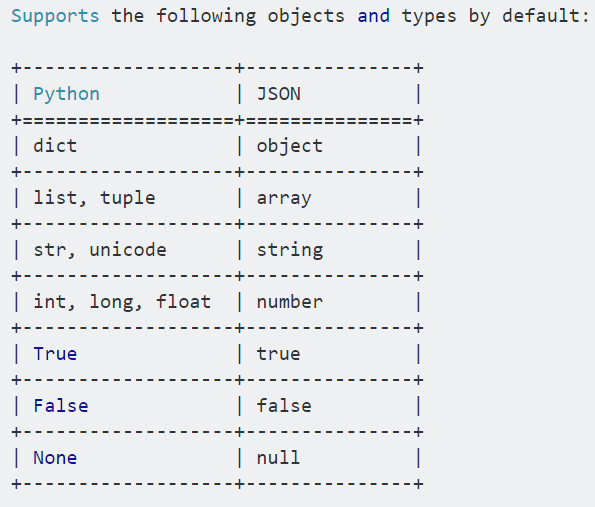 Supports the following objects and types by default:

+-------------------+---------------+
| Python            | JSON          |
+===================+===============+
| dict              | object        |
+-------------------+---------------+
| list, tuple       | array         |
+-------------------+---------------+
| str, unicode      | string        |
+-------------------+---------------+
| int, long, float  | number        |
+-------------------+---------------+
| True              | true          |
+-------------------+---------------+
| False             | false         |
+-------------------+---------------+
| None              | null          |
+-------------------+---------------+